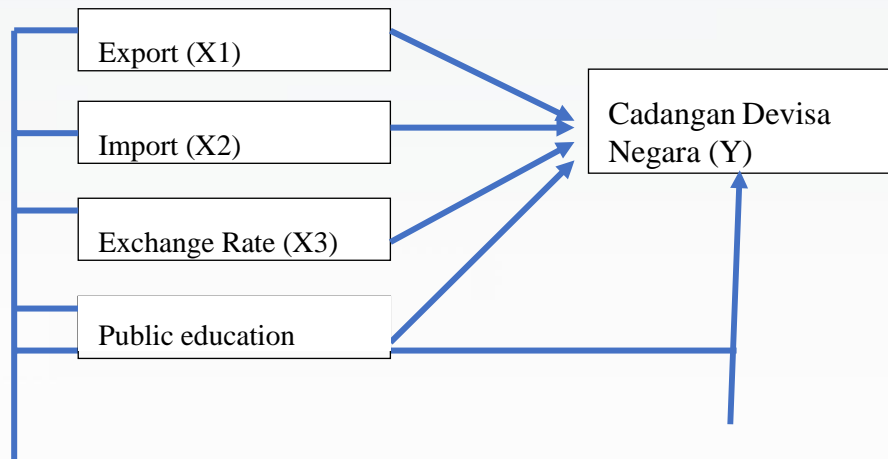 Export (X1)
Import (X2)
Exchange Rate (X3)
Public education
Cadangan Devisa
Negara (Y)